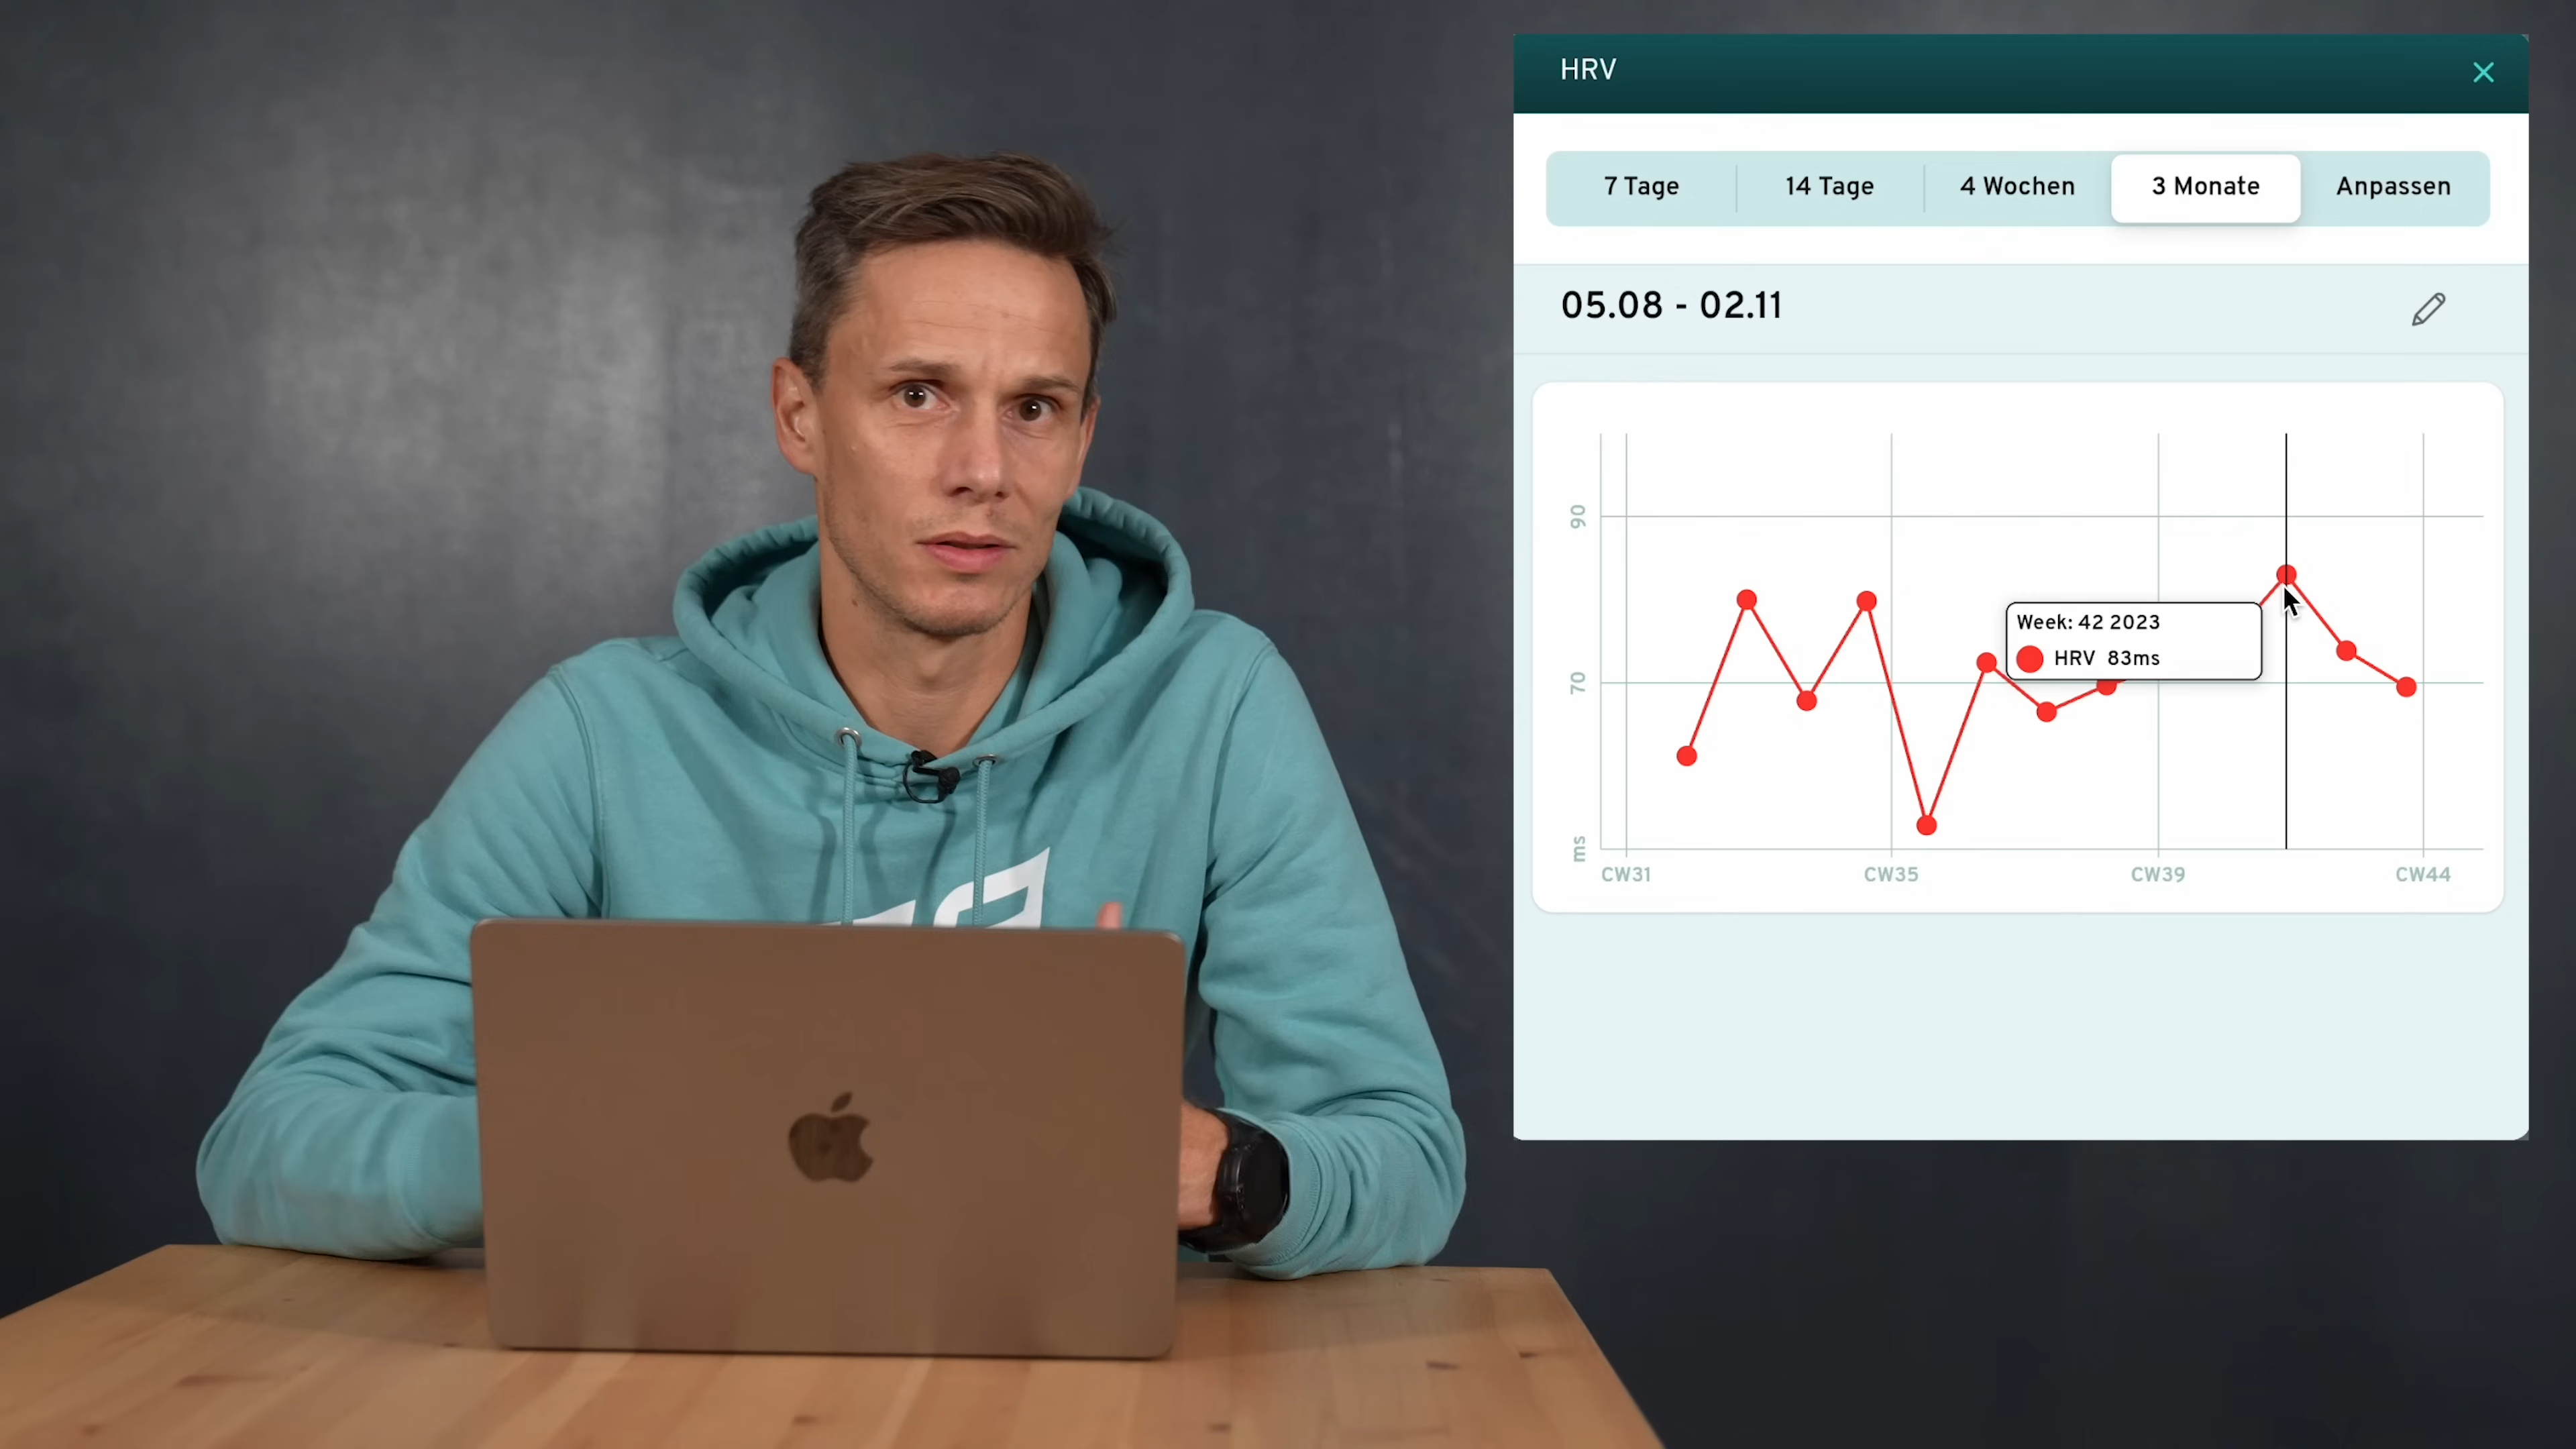 HRV
7 Tage
14 Tage
4 Wochen
3 Monate
Anpassen
05.08 - 02.11
90
70
ms
Week: 42 2023
HRV 83ms
CW31
CW35
CW39
CW44